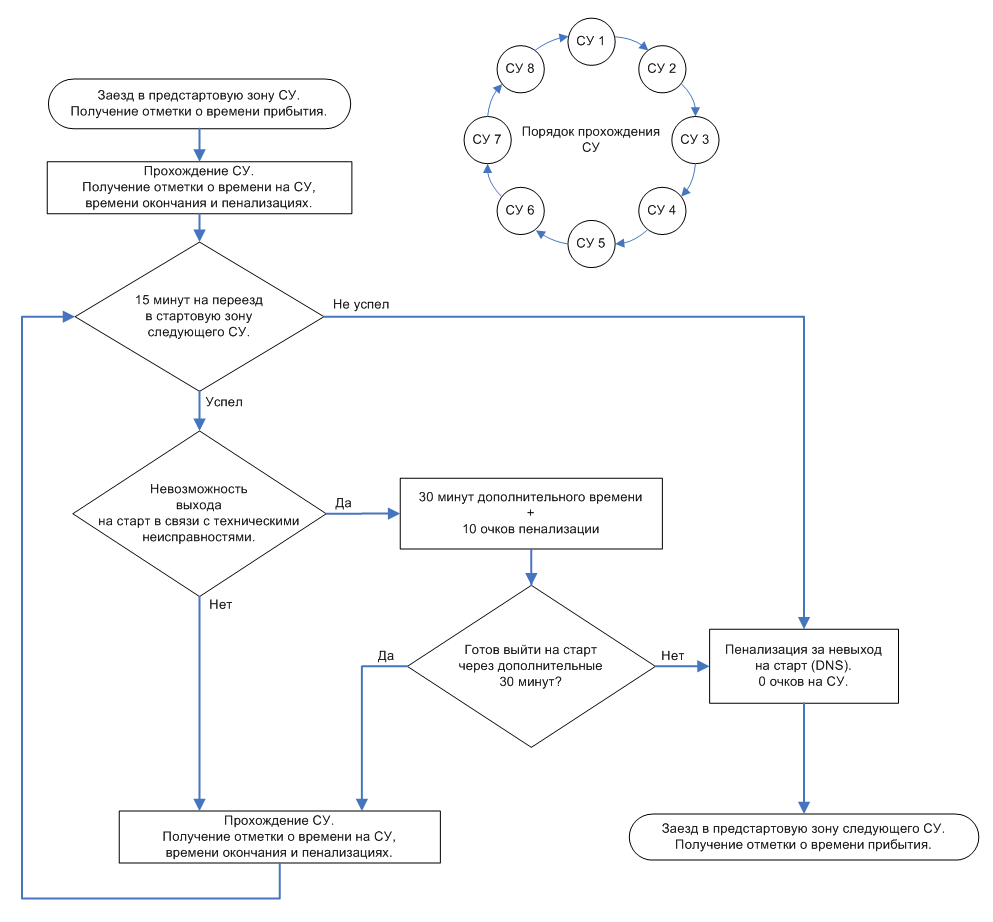 СУ 1
СУ 2
СУ 3
СУ 4
СУ 5
СУ 6
СУ 7
СУ 8
Порядок прохождения
СУ
Заезд в предстартовую зону СУ.
Получение отметки о времени прибытия.
Прохождение СУ.
Получение отметки о времени на СУ,
времени окончания и пенализациях.
15 минут на переезд
в стартовую зону
следующего СУ.
Не успел
Успел
Невозможность
выхода
на старт в связи с техническими
неисправностями.
Да
Нет
30 минут дополнительного времени
+
10 очков пенализации
Готов выйти на старт
через дополнительные
30 минут?
Да
Нет
Пенализация за невыход
на старт (DNS).
0 очков на СУ.
Прохождение СУ.
Получение отметки о времени на СУ,
времени окончания и пенализациях.
Заезд в предстартовую зону следующего СУ.
Получение отметки о времени прибытия.